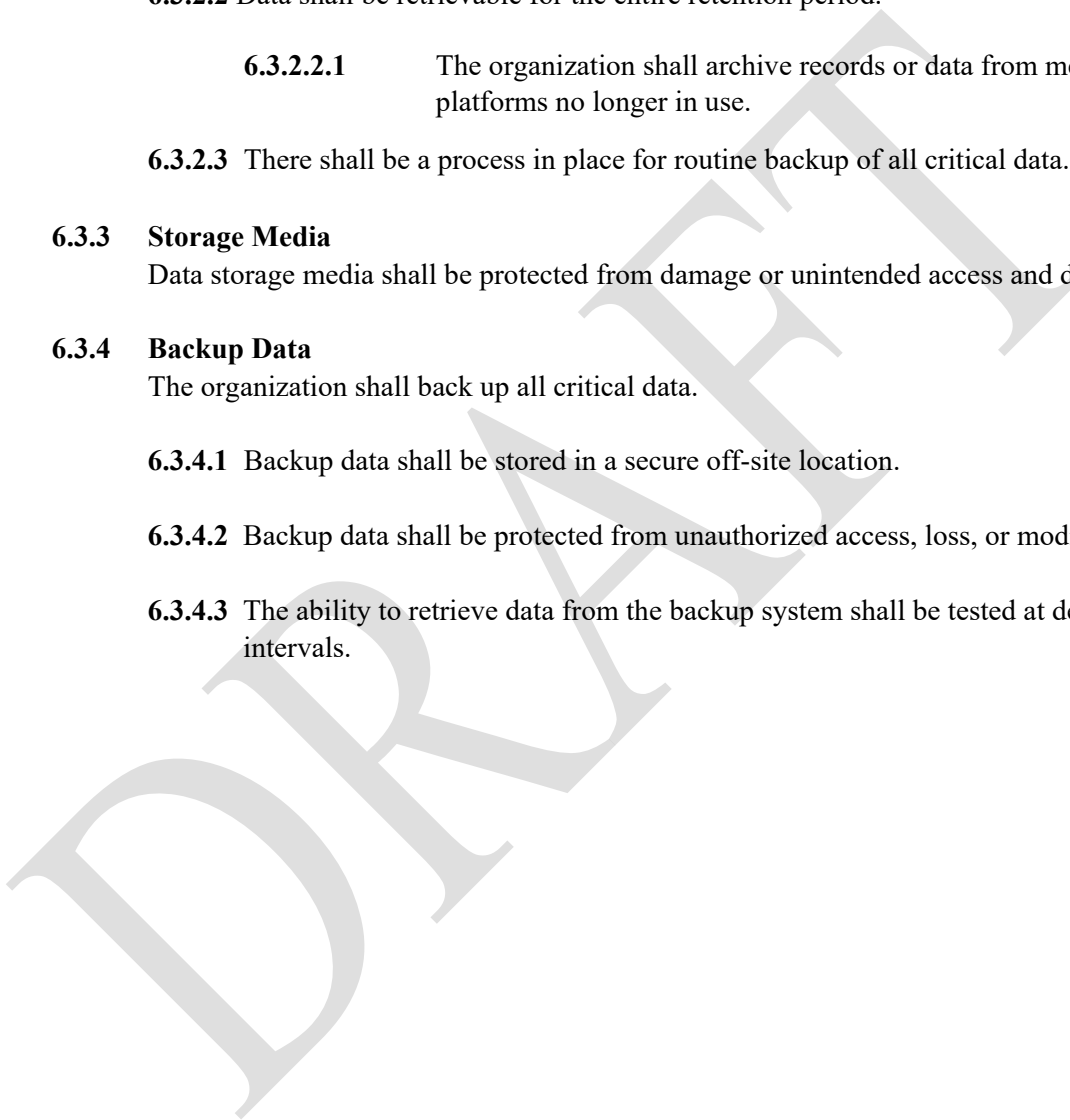 6.3.2.2 Data shall be retrievable for the entire retention period.
6.3.2.2.1 The organization shall archive records or data from
platforms no longer in use.
6.3.2.3 There shall be a process in place for routine backup of all critical data.
6.3.3 Storage Media
Data storage media shall be protected from damage or unintended access and
6.3.4 Backup Data
The organization shall back up all critical data.
6.3.4.1 Backup data shall be stored in a secure off-site location.
6.3.4.2 Backup data shall be protected from unauthorized access, loss, or
6.3.4.3 The ability to retrieve data from the backup system shall be tested at
intervals.
DRAFT